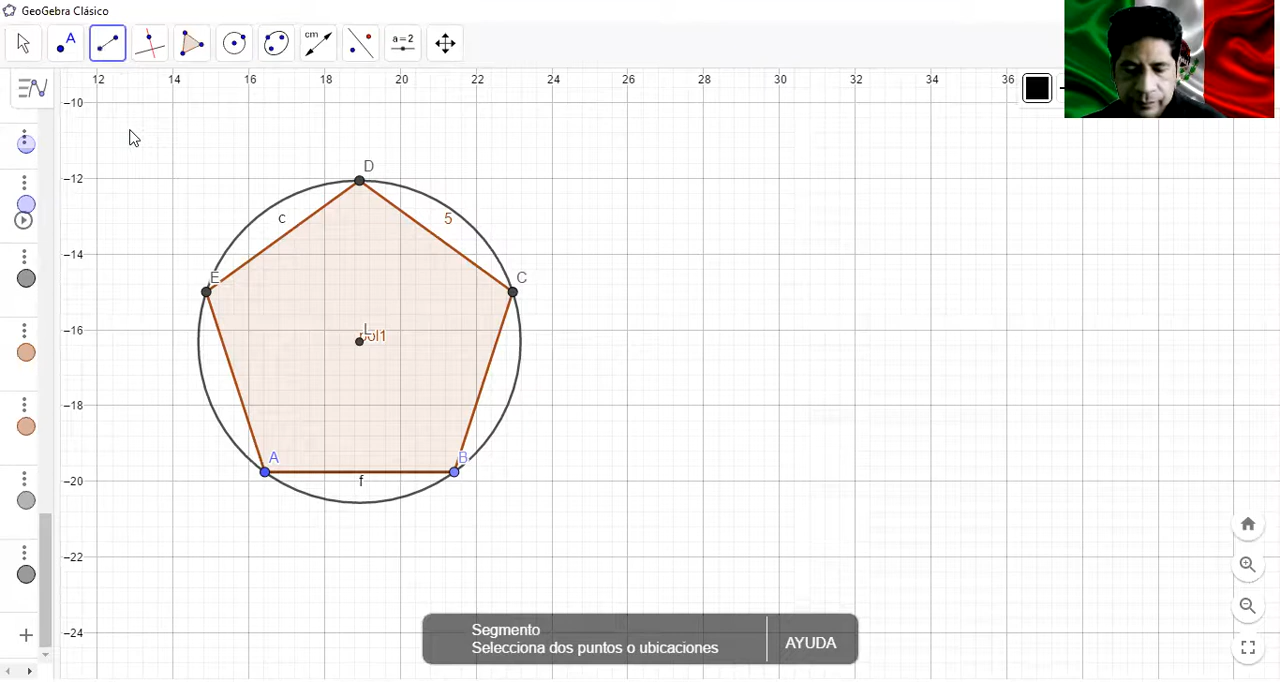 GeoGebra Clásico
A
cm
a=2
12 14 16 18 20 22 24 26 28 30 32 34 36
−10
−12
D
c 5
−14
E C
−16
L
pol1
−18
A B
f
−20
−22
Segmento
Selecciona dos puntos o ubicaciones
AYUDA
−24
+